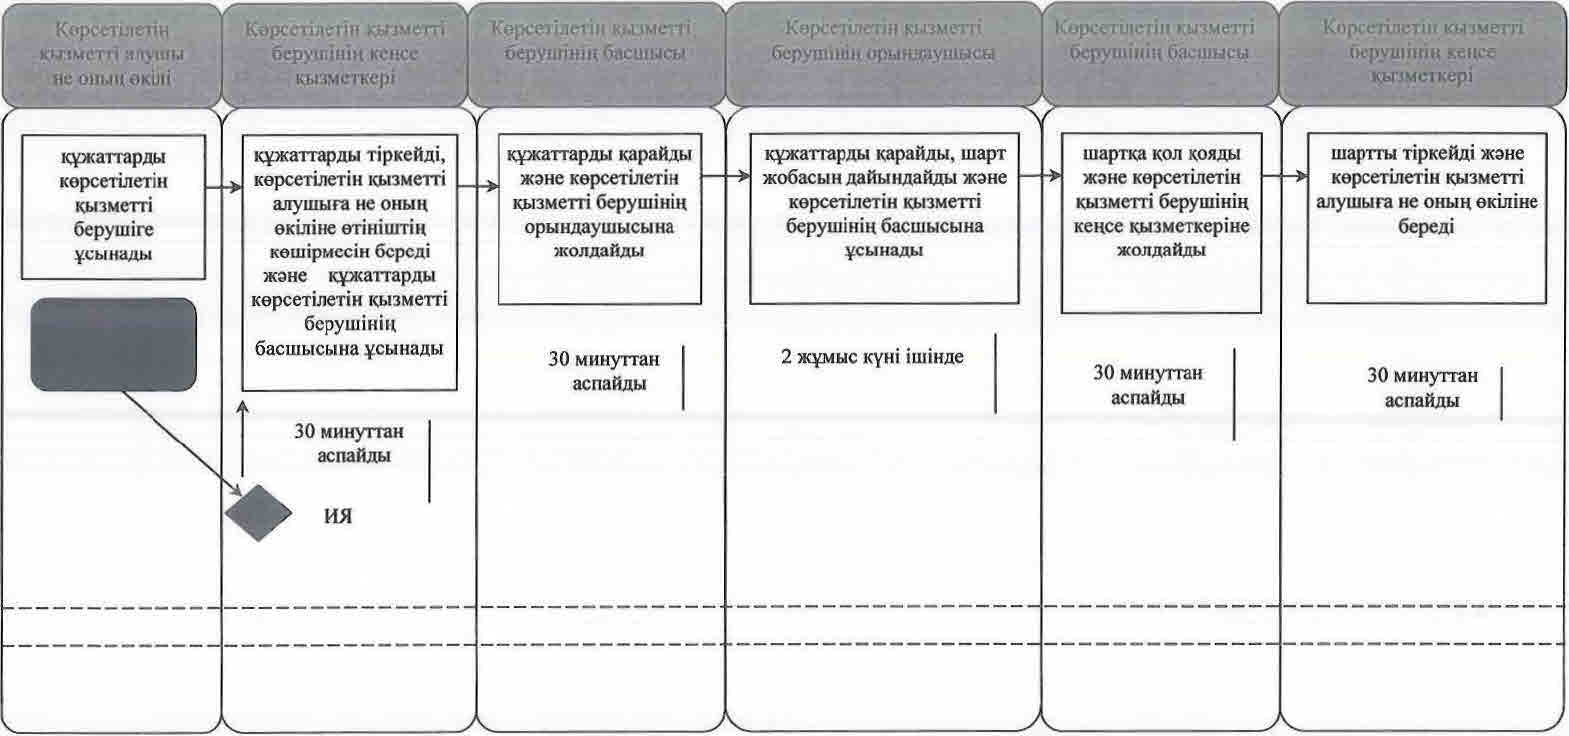 Көрсетілетін
қызметті алушы
не оның өкілі
Көрсетілетін қызметті
берушінің кеңсе
қызметкері
Көрсетілетін қызметті
берушінің басшысы
Көрсетілетін қызметті
берушінің орындаушысы
Көрсетілетін қызметті
берушінің басшысы
Көрсетілетін қызметті
берушінің кеңсе
қызметкері
құжаттарды
көрсетілетін
қызметті
берушіге
ұсынады
құжаттарды тіркейді,
көрсетілетін қызметті
алушыға не оның
өкіліне өтініштің
көшірмесін береді
және құжаттарды
көрсетілетін қызметті
берушінің
басшысына ұсынады
30 минуттан
аспайды
ИЯ
құжаттарды қарайды
және көрсетілетін
қызметті берушінің
орындаушысына
жолдайды
30 минуттан
аспайды
құжаттарды қарайды, шарт
жобасын дайындайды және
көрсетілетін қызметті
берушінің басшысына
ұсынады
2 жұмыс күні ішінде
шартқа қол қояды
және көрсетілетін
қызметті берушінің
кеңсе қызметкеріне
жолдайды
30 минуттан
аспайды
шартты тіркейді және
көрсетілетін қызметті
алушыға не оның өкіліне
береді
30 минуттан
аспайды